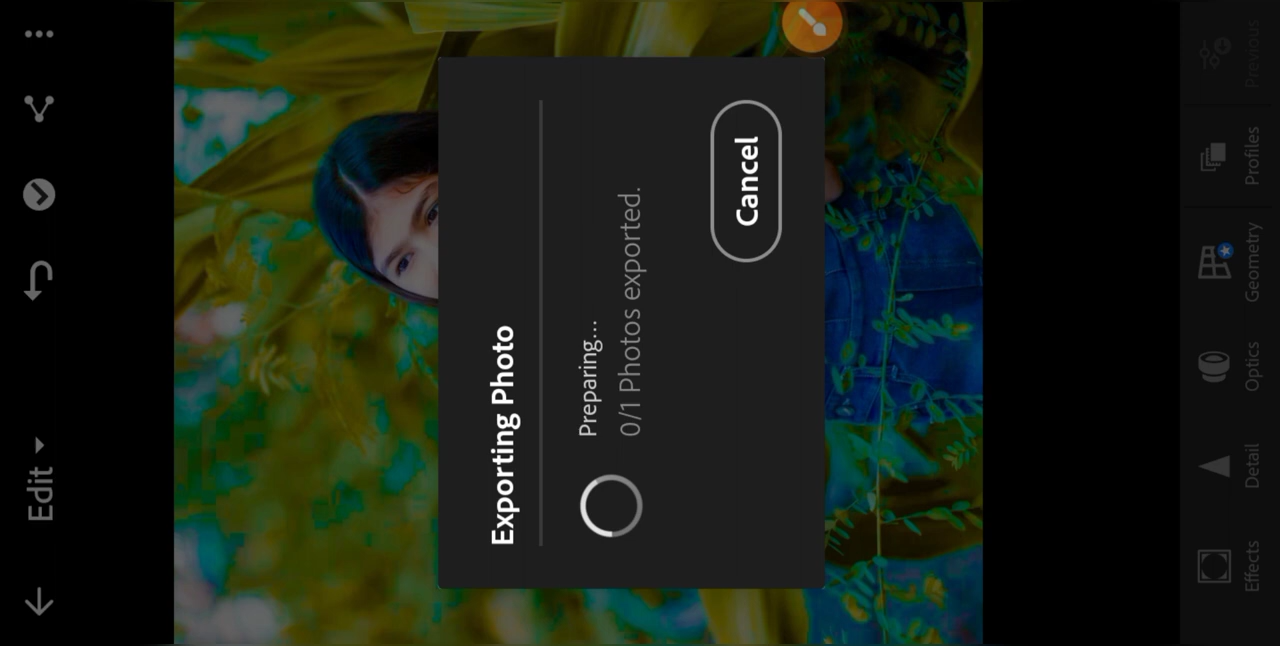 Edit
Exporting Photo
Preparing...
0/1 Photos exported.
Cancel
Effects
Detail
Optics
Geometry
Profiles
Previous